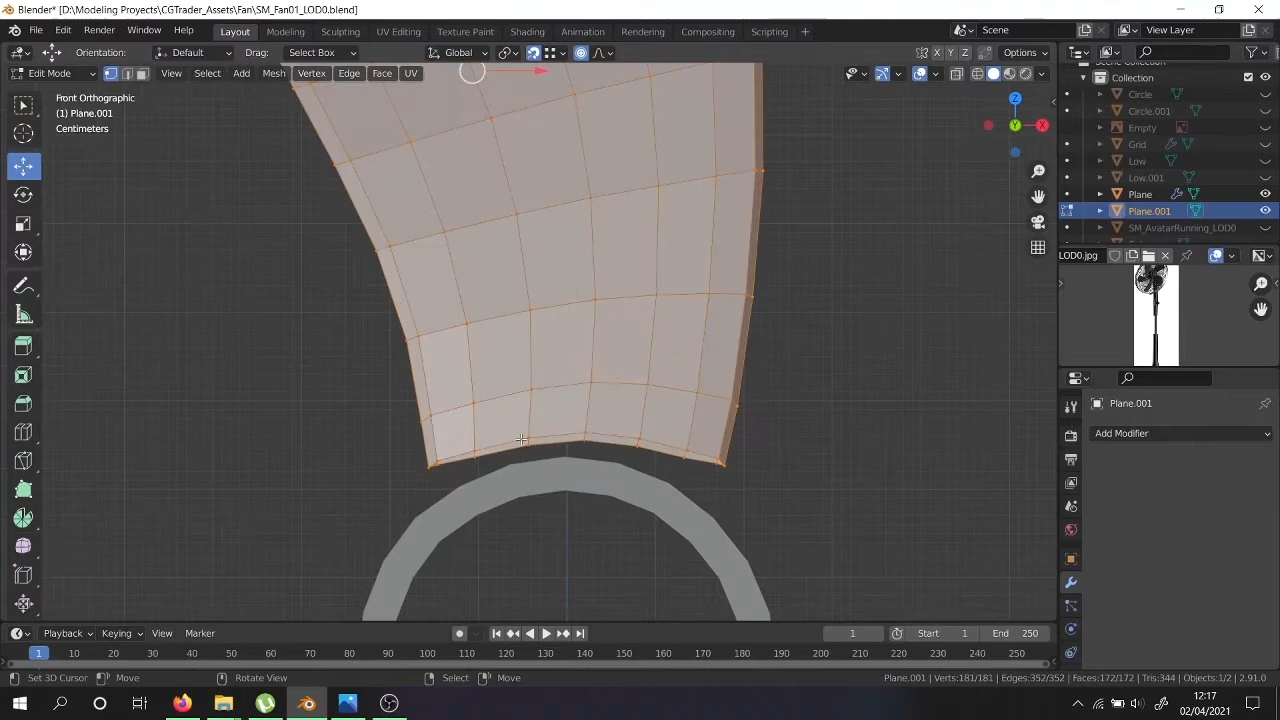 Blender* [D:\Modeling Projects\CGTrader_Assets\Fan\SM_Fan01_LOD0.blend]
File Edit Render Window Help Layout Modeling Sculpting UV Editing Texture Paint Shading Animation Rendering Compositing Scripting + Scene View Layer
Orientation: Default Drag: Select Box Global X Y Z Options
Edit Mode View Select Add Mesh Vertex Edge Face UV
Front Orthographic
(1) Plane.001
Centimeters
Z
Y
X
Collection
Circle
Circle.001
Empty
Grid
Low
Low.001
Plane
Plane.001
SM_AvatarRunning_LOD0
LOD0.jpg
Plane.001
Add Modifier
Playback Keying View Marker 1 Start 1 End 250
1 10 20 30 40 50 60 70 80 90 100 110 120 130 140 150 160 170 180 190 200 210 220 230 240 250
Set 3D Cursor Move Rotate View Select Move Plane.001 | Verts:181/181 | Edges:352/352 | Faces:172/172 | Tris:344 | Objects:1/2 | 2.91.0
12:17
02/04/2021